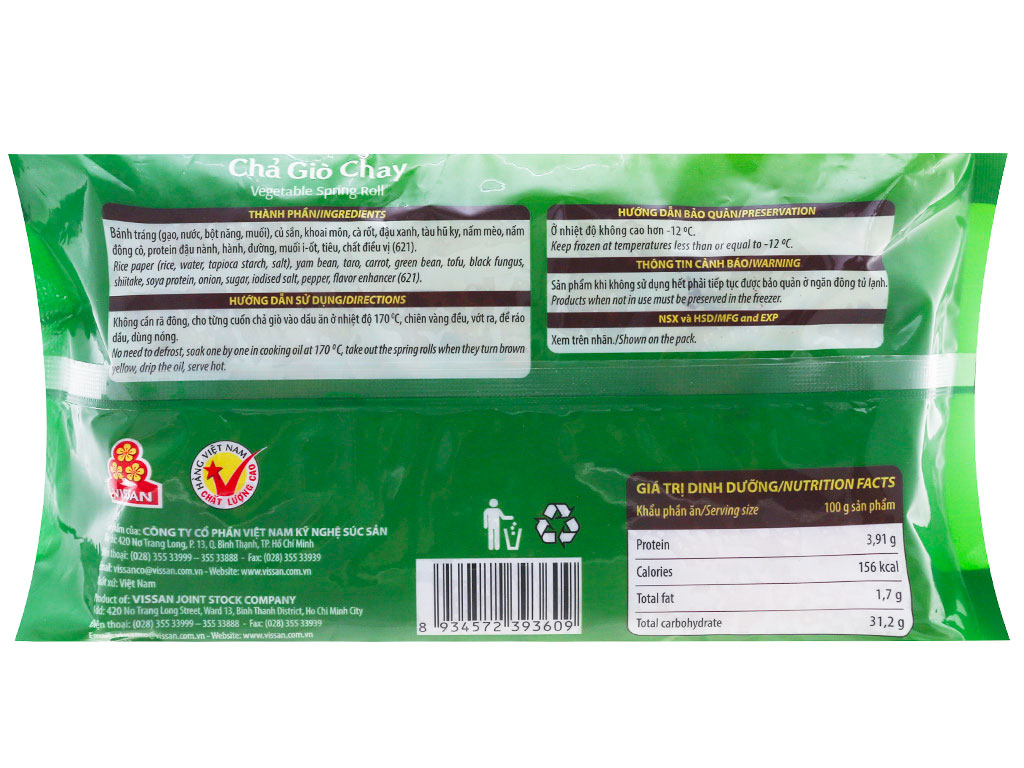 Chả Giò Chay
Vegetable Spring Roll
THÀNH PHẦN/INGREDIENTS
Bánh tráng (gạo, nước, bột năng, muối), củ sắn, khoai môn, cà rốt, đậu xanh, tàu hũ ky, nấm mèo, nấm
đông cô, protein đậu nành, hành, đường, muối i-ốt, tiêu, chất điều vị (621).
Rice paper (rice, water, tapioca starch, salt), yam bean, taro, carrot, green bean, tofu, black fungus,
shiitake, soya protein, onion, sugar, iodised salt, pepper, flavor enhancer (621).
HƯỚNG DẪN SỬ DỤNG/DIRECTIONS
Không cần rã đông, cho từng cuốn chả giò vào dầu ăn ở nhiệt độ 170 ºC, chiên vàng đều, vớt ra, để ráo
dầu, dùng nóng.
No need to defrost, soak one by one in cooking oil at 170 ºC, take out the spring rolls when they turn brown
yellow, drip the oil, serve hot.
HƯỚNG DẪN BẢO QUẢN/PRESERVATION
Ở nhiệt độ không cao hơn -12 ºC.
Keep frozen at temperatures less than or equal to -12 ºC.
THÔNG TIN CẢNH BÁO/WARNING
Sản phẩm khi không sử dụng hết phải tiếp tục được bảo quản ở ngăn đông tủ lạnh.
Products when not in use must be preserved in the freezer.
NSX và HSD/MFG and EXP
Xem trên nhãn./Shown on the pack.
VISSAN
HÀNG VIỆT NAM
CHẤT LƯỢNG CAO
của: CÔNG TY CỔ PHẦN VIỆT NAM KỸ NGHỆ SÚC SẢN
420 Nơ Trang Long, P. 13, Q. Bình Thạnh, TP. Hồ Chí Minh
thoại: (028) 355 33999 – 355 33888 - Fax: (028) 355 33939
vissanco@vissan.com.vn - Website: www.vissan.com.vn
xứ: Việt Nam
Product of: VISSAN JOINT STOCK COMPANY
Add: 420 No Trang Long Street, Ward 13, Binh Thanh District, Ho Chi Minh City
Điện thoại: (028) 355 33999 – 355 33888 - Fax: (028) 355 33939
@vissan.com.vn - Website: www.vissan.com.vn
8 934572 393609
GIÁ TRỊ DINH DƯỠNG/NUTRITION FACTS
Khẩu phần ăn/Serving size 100 g sản phẩm
Protein 3,91 g
Calories 156 kcal
Total fat 1,7 g
Total carbohydrate 31,2 g